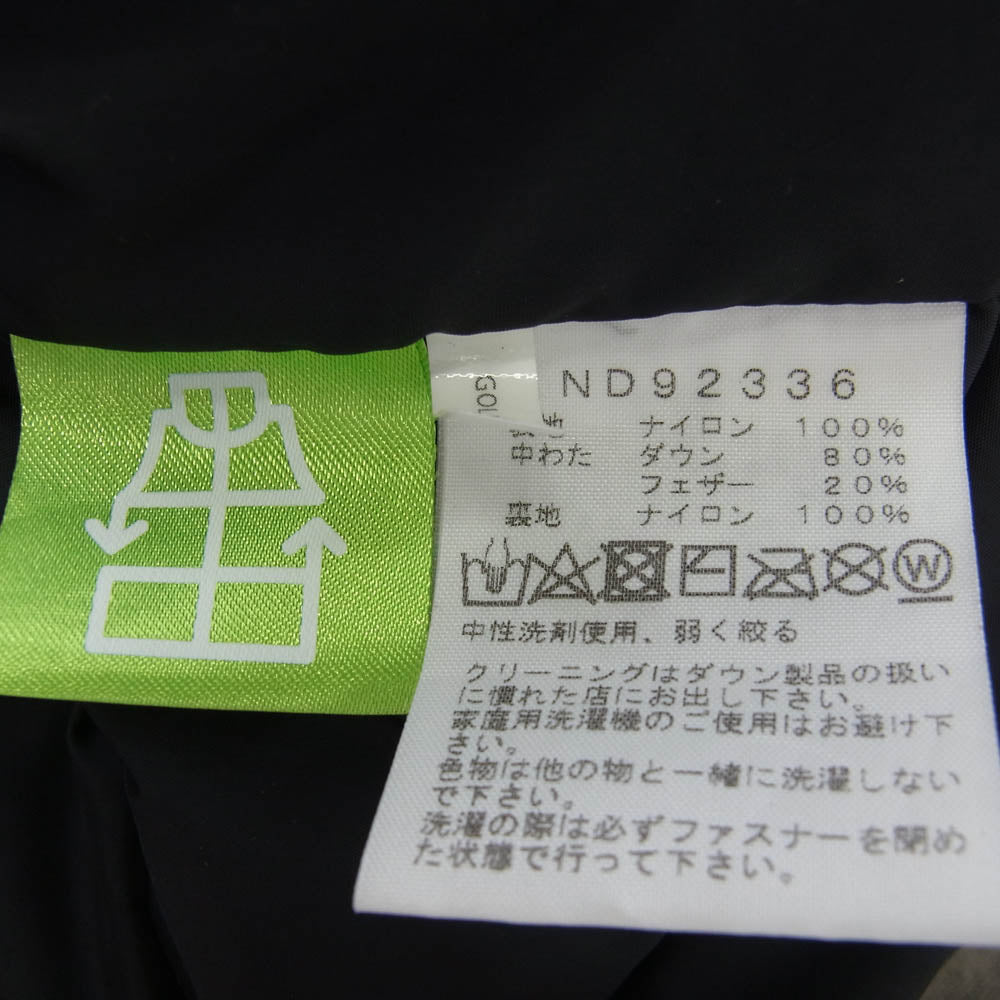 GOL
ND92336
表地 ナイロン 100%
中わた ダウン 80%
フェザー 20%
裏地 ナイロン 100%
W
中性洗剤使用、弱く絞る
クリーニングはダウン製品の扱い
に慣れた店にお出し下さい。
家庭用洗濯機のご使用はお避け下
さい。
色物は他の物と一緒に洗濯しない
で下さい。
洗濯の際は必ずファスナーを閉め
た状態で行って下さい。